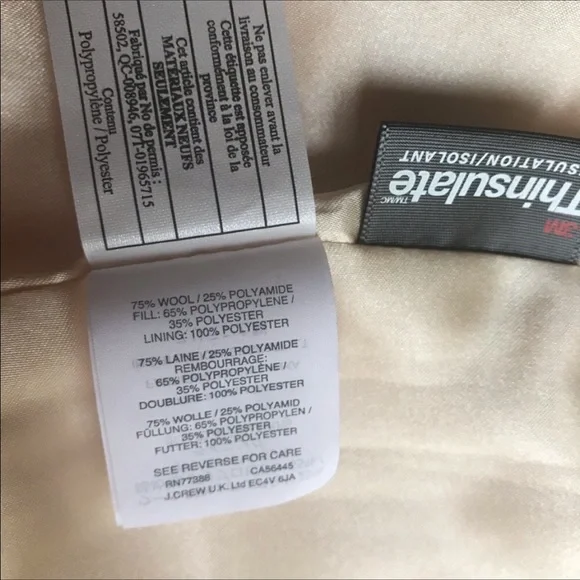 Ne pas enlever avant la
livraison au consommateur
Cette étiquette est apposée
conformément à la loi de la
province
Cet article contient des
MATÉRIAUX NEUFS
SEULEMENT
Fabriqué par No de permis :
58502, QC-008946, 07T-01965715
Contenu
Polypropylène / Polyester
3M
Thinsulate
TM/MC
SULATION/ISOLANT
75% WOOL / 25% POLYAMIDE
FILL: 65% POLYPROPYLENE /
35% POLYESTER
LINING: 100% POLYESTER
75% LAINE / 25% POLYAMIDE
REMBOURRAGE:
65% POLYPROPYLÈNE /
35% POLYESTER
DOUBLURE: 100% POLYESTER
75% WOLLE / 25% POLYAMID
FÜLLUNG: 65% POLYPROPYLEN /
35% POLYESTER
FUTTER: 100% POLYESTER
SEE REVERSE FOR CARE
RN77388 CA56445
J.CREW U.K. Ltd EC4V 6JA